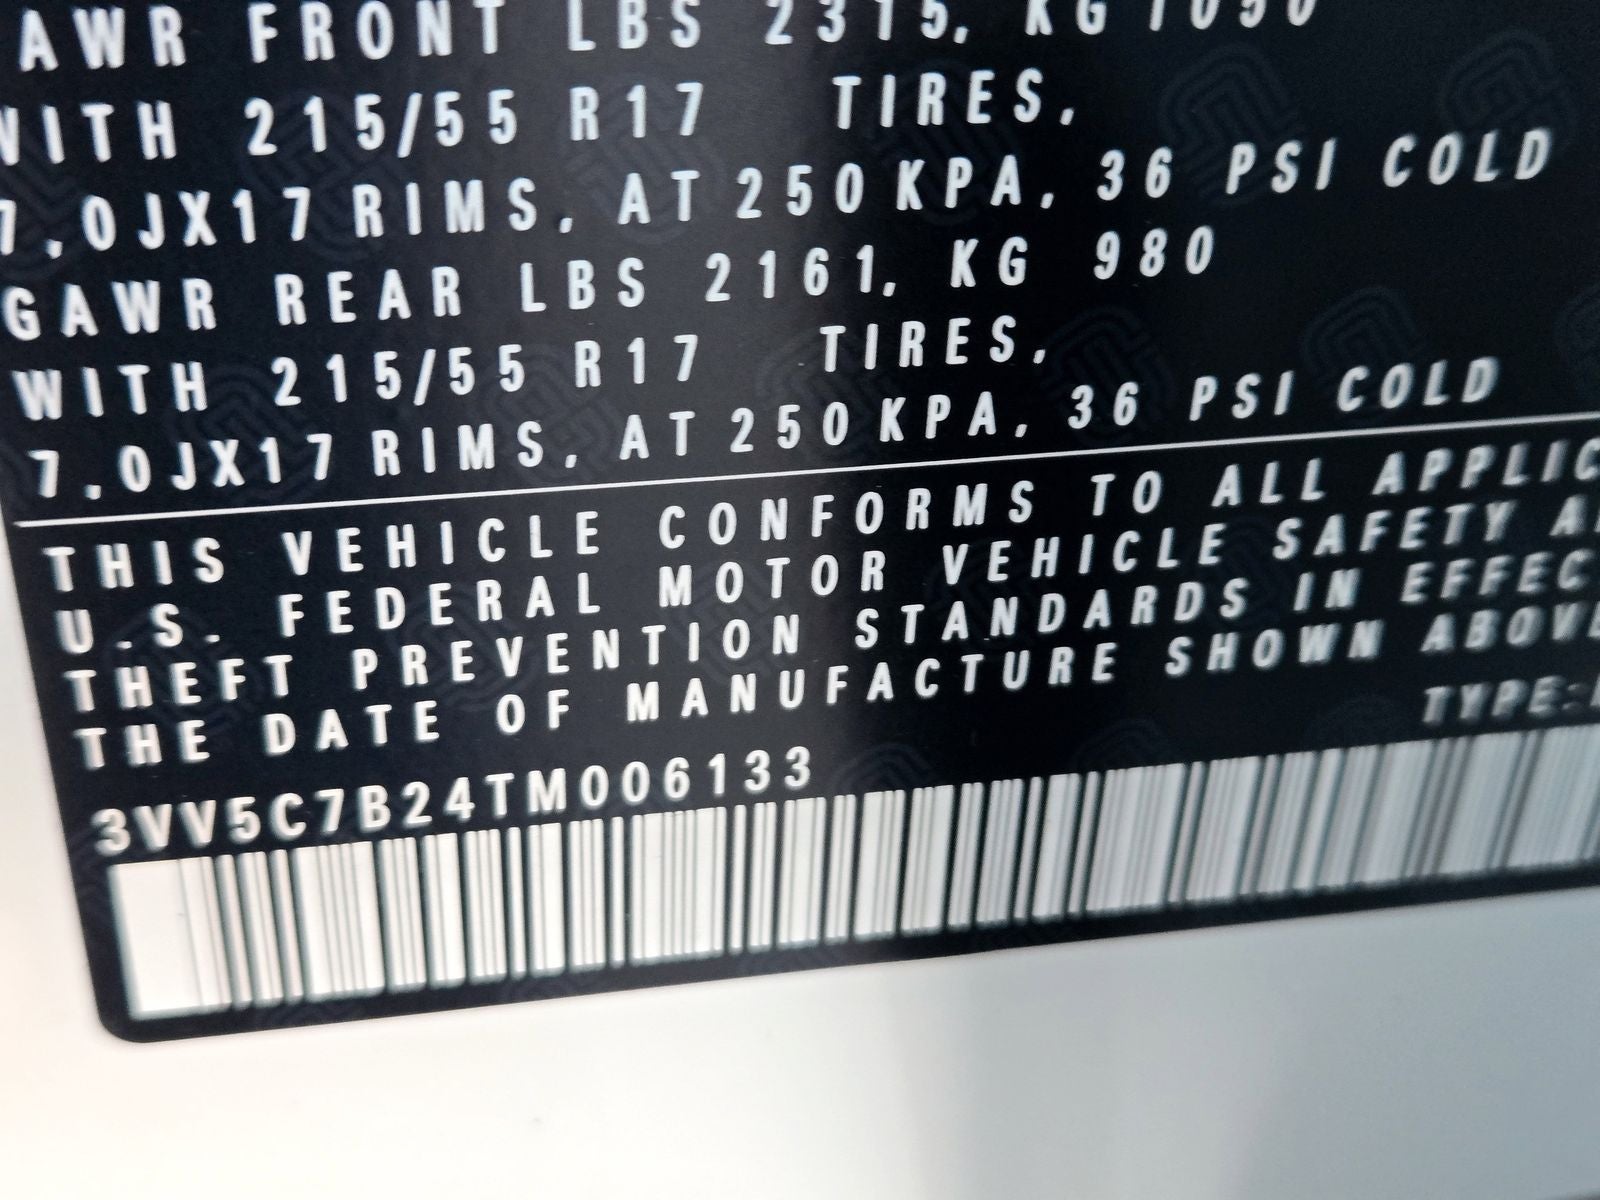 AWR FRONT LBS 2315, KG 1050
WITH 215/55 R17 TIRES,
7.0JX17 RIMS, AT 250 KPA, 36 PSI COLD
GAWR REAR LBS 2161, KG 980
WITH 215/55 R17 TIRES,
7.0JX17 RIMS, AT 250 KPA, 36 PSI COLD
THIS VEHICLE CONFORMS TO ALL APPLIC
U.S. FEDERAL MOTOR VEHICLE SAFETY A
THEFT PREVENTION STANDARDS IN EFFEC
THE DATE OF MANUFACTURE SHOWN ABOVE
TYPE:
3VV5C7B24TM006133